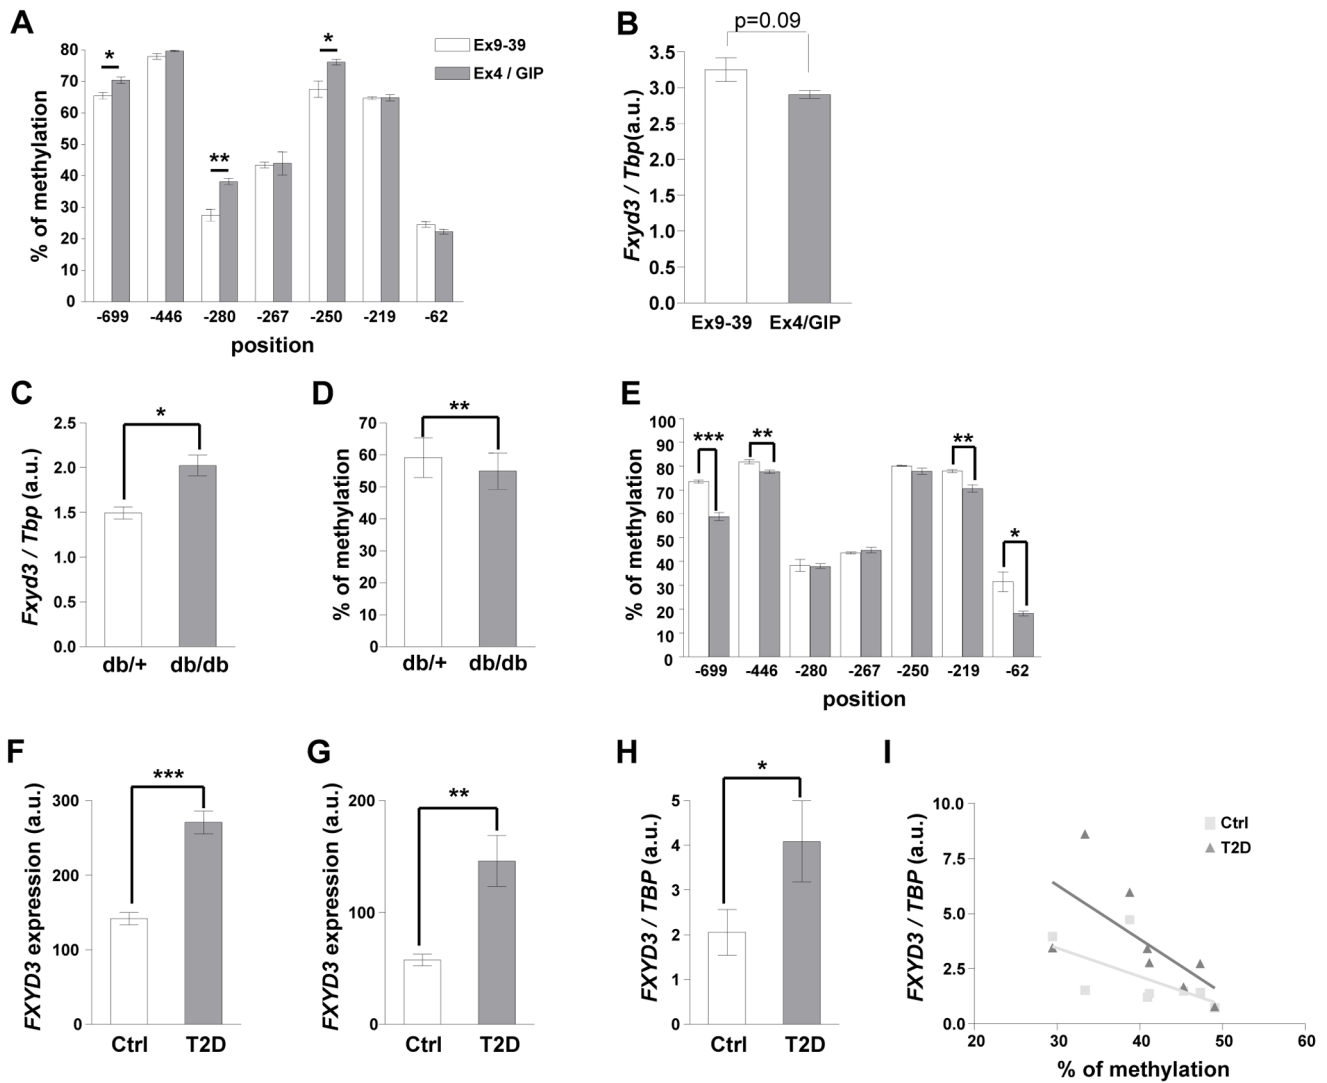 A
% of methylation
80
70
60
50
40
30
20
10
0
*
**
*
Ex9-39
Ex4 / GIP
-699 -446 -280 -267 -250 -219 -62
position
B
p=0.09
Fxyd3 / Tbp(a.u.)
3.5
3.0
2.5
2.0
1.5
1.0
0.5
0.0
Ex9-39 Ex4/GIP
C
*
Fxyd3 / Tbp (a.u.)
2.5
2.0
1.5
1.0
0.5
0.0
db/+ db/db
D
**
% of methylation
70
60
50
40
30
20
10
0
db/+ db/db
E
% of methylation
100
90
80
70
60
50
40
30
20
10
0
***
**
**
*
-699 -446 -280 -267 -250 -219 -62
position
F
***
FXYD3 expression (a.u.)
300
200
100
0
Ctrl T2D
G
**
FXYD3 expression (a.u.)
200
100
0
Ctrl T2D
H
*
FXYD3 / TBP (a.u.)
5
4
3
2
1
0
Ctrl T2D
I
FXYD3 / TBP (a.u.)
10.0
7.5
5.0
2.5
0.0
Ctrl
T2D
20 30 40 50 60
% of methylation